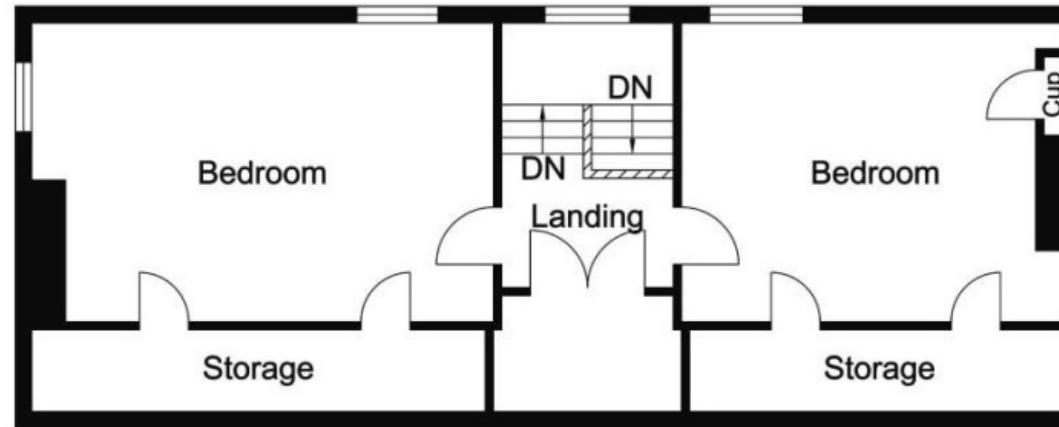 DN
Cup
Bedroom
DN
Bedroom
Landing
Storage
Storage